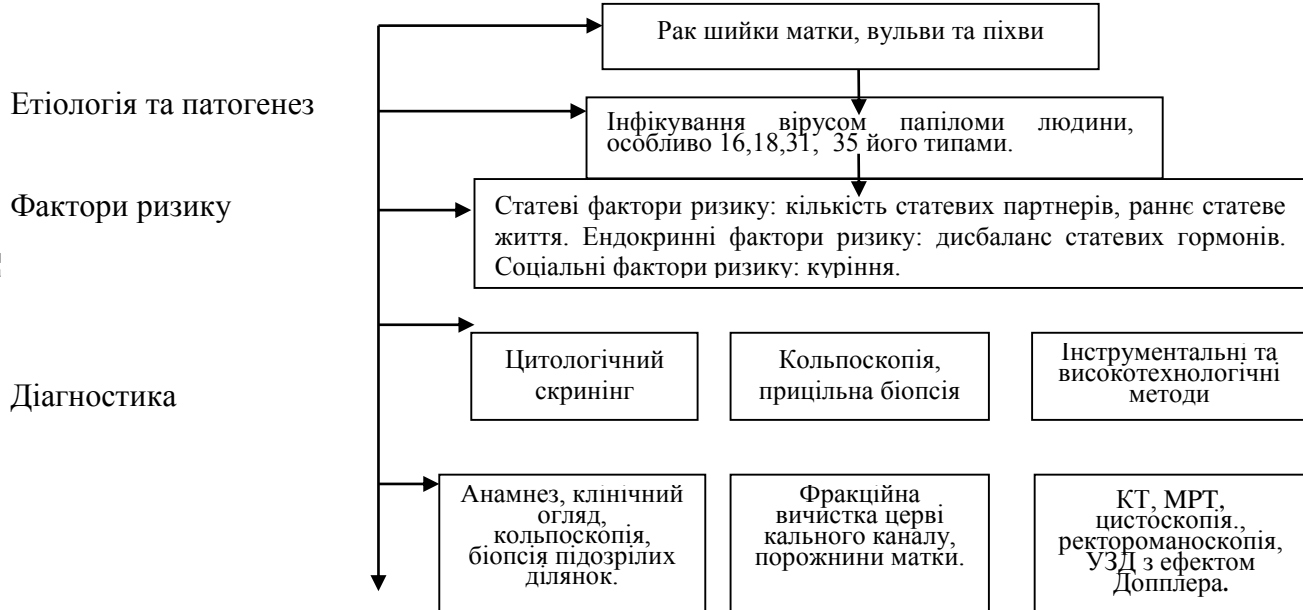 Рак шийки матки, вульви та піхви
Етіологія та патогенез
Інфікування вірусом папіломи людини,
особливо 16,18,31, 35 його типами.
Фактори ризику
Статеві фактори ризику: кількість статевих партнерів, раннє статеве
життя. Ендокринні фактори ризику: дисбаланс статевих гормонів.
Соціальні фактори ризику: куріння.
Діагностика
Цитологічний
скринінг
Кольпоскопія,
прицільна біопсія
Інструментальні та
високотехнологічні
методи
Анамнез, клінічний
огляд,
кольпоскопія,
біопсія підозрілих
ділянок.
Фракційна
вичистка церві
кального каналу,
порожнини матки.
КТ, МРТ,
цистоскопія.,
ректороманоскопія,
УЗД з ефектом
Допплера.